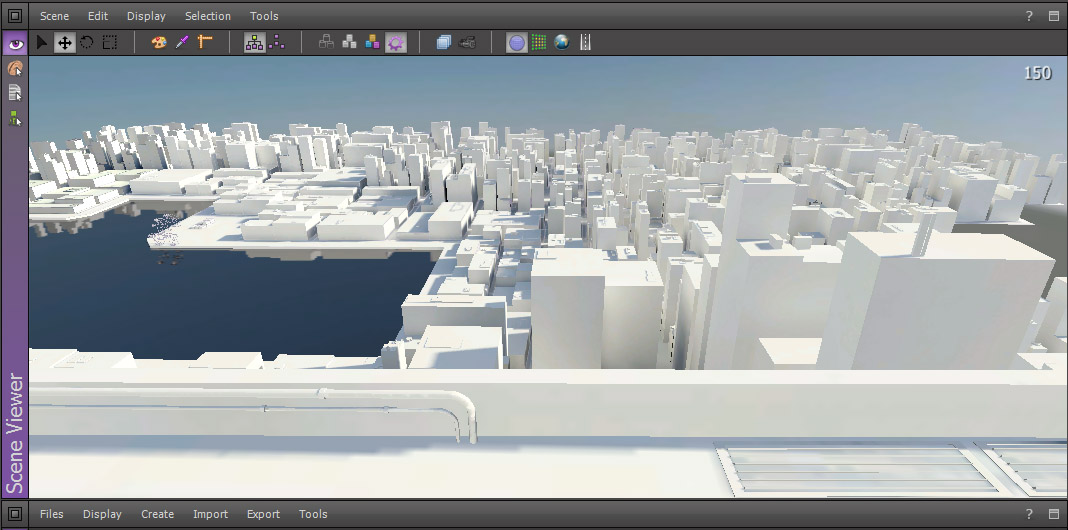 Scene Edit Display Selection Tools ?
150
Scene Viewer
Files Display Create Import Export Tools ?